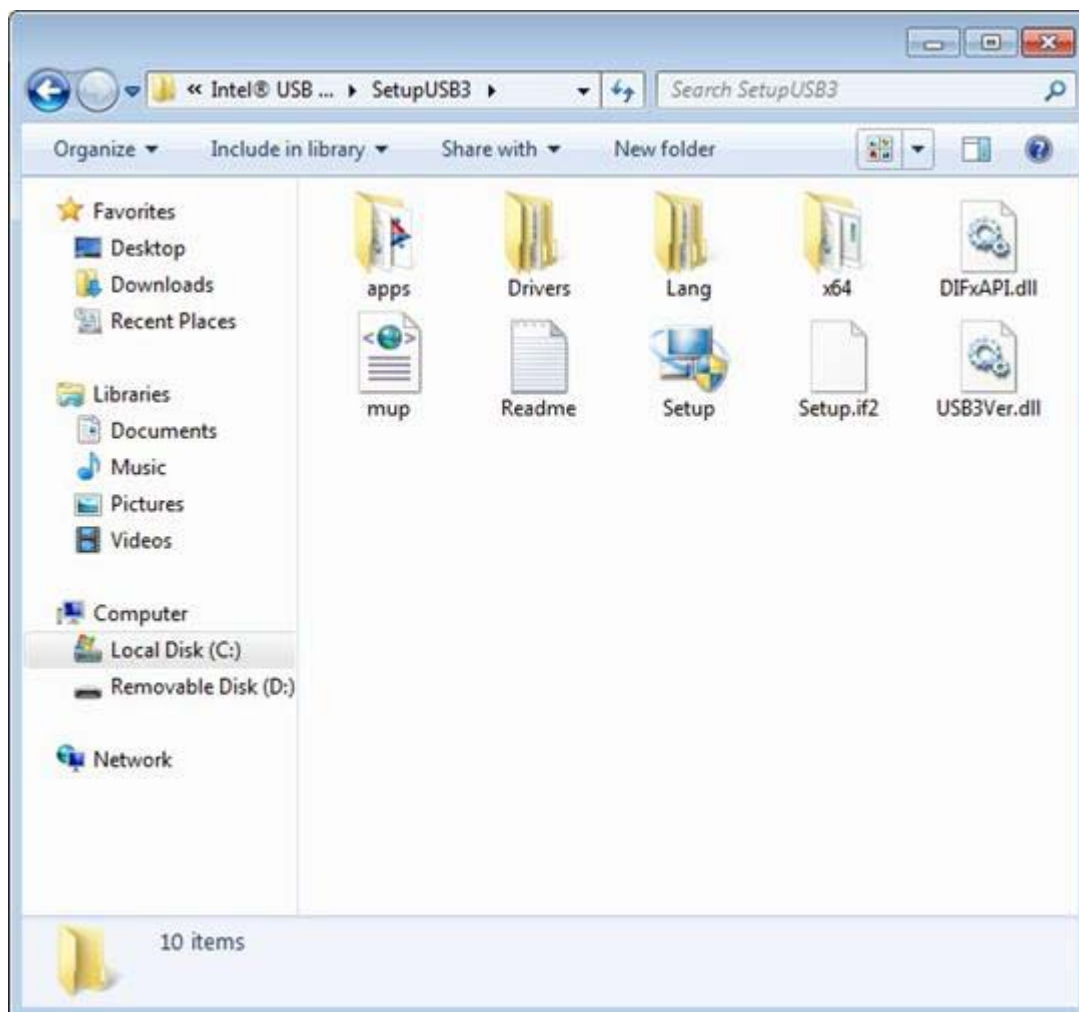 « Intel® USB ... ▸ SetupUSB3 ▸
Search SetupUSB3
Organize
Include in library
Share with
New folder
Favorites
Desktop
Downloads
Recent Places
Libraries
Documents
Music
Pictures
Videos
Computer
Local Disk (C:)
Removable Disk (D:)
Network
apps
Drivers
Lang
x64
DIFxAPI.dll
mup
Readme
Setup
Setup.if2
USB3Ver.dll
10 items